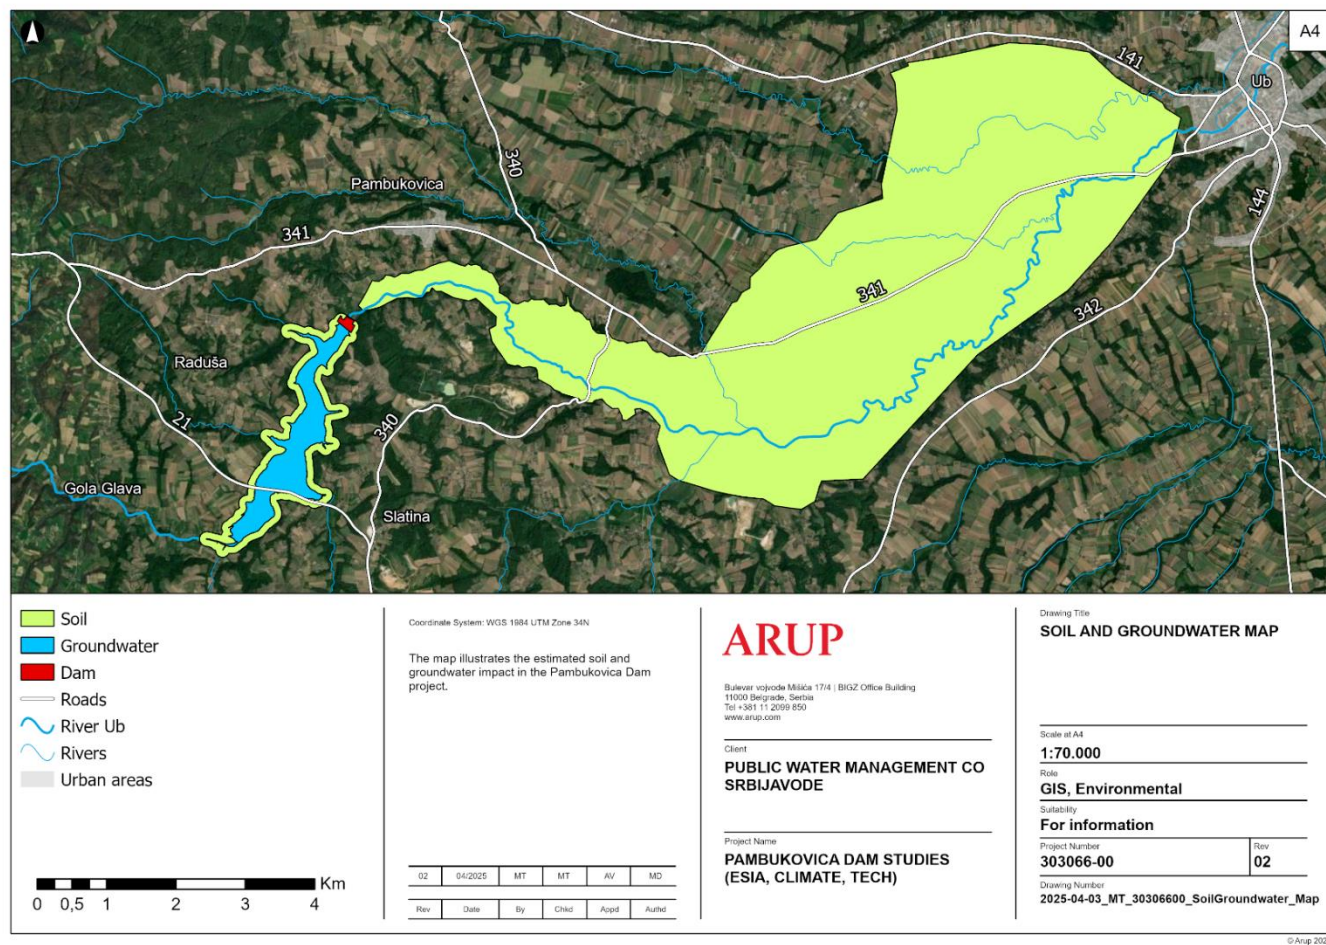 A4
141
Ub
340
Pambukovica
144
341
341
342
Raduša
21
340
Gola Glava
Slatina
Soil
Groundwater
Dam
Roads
River Ub
Rivers
Urban areas
Km
0 0,5 1 2 3 4
Coordinate System: WGS 1984 UTM Zone 34N
The map illustrates the estimated soil and
groundwater impact in the Pambukovica Dam
project.
02 04/2025 MT MT AV MD
Rev Date By Chkd Appd Authd
ARUP
Bulevar vojvode Mišića 17/4 | BIGZ Office Building
11000 Belgrade, Serbia
Tel +381 11 2099 850
www.arup.com
Client
PUBLIC WATER MANAGEMENT CO
SRBIJAVODE
Project Name
PAMBUKOVICA DAM STUDIES
(ESIA, CLIMATE, TECH)
Drawing Title
SOIL AND GROUNDWATER MAP
Scale at A4
1:70.000
Role
GIS, Environmental
Suitability
For information
Project Number Rev
303066-00 02
Drawing Number
2025-04-03_MT_30306600_SoilGroundwater_Map
© Arup